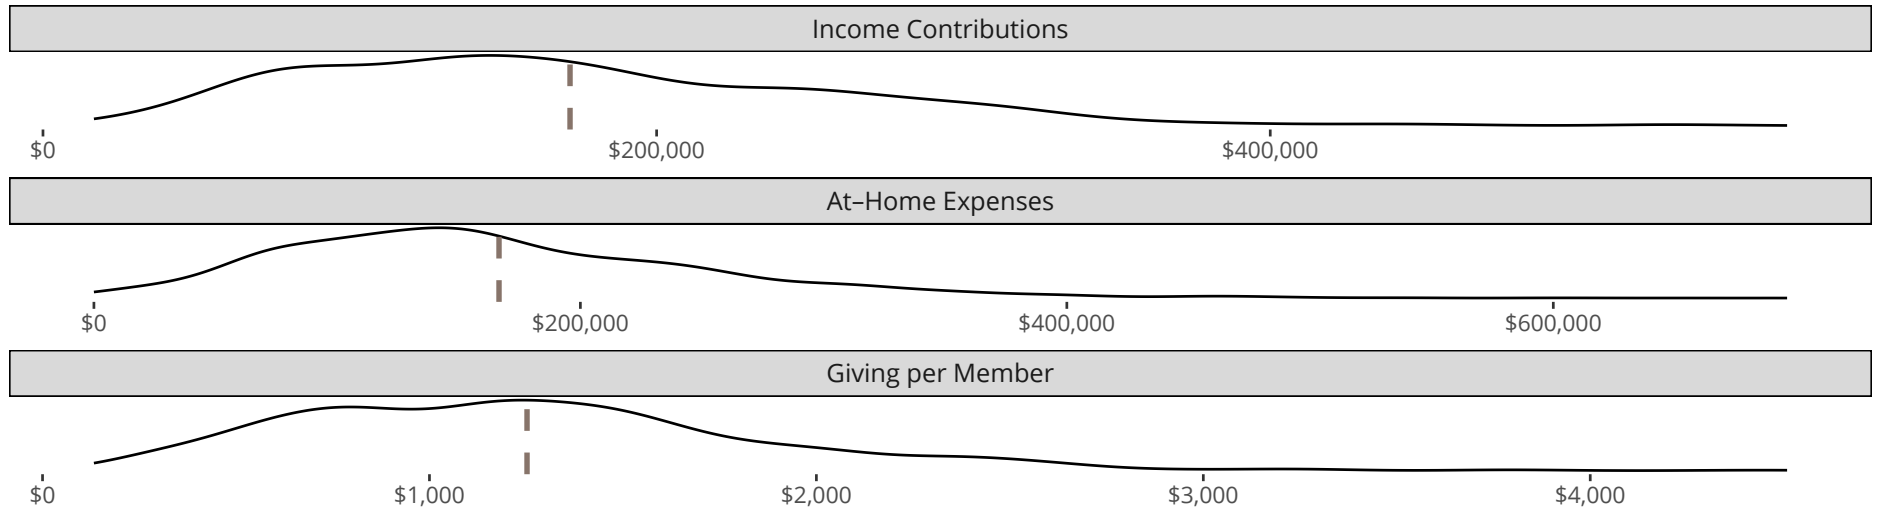 Income Contributions
$0 $200,000 $400,000
At–Home Expenses
$0 $200,000 $400,000 $600,000
Giving per Member
$0 $1,000 $2,000 $3,000 $4,000